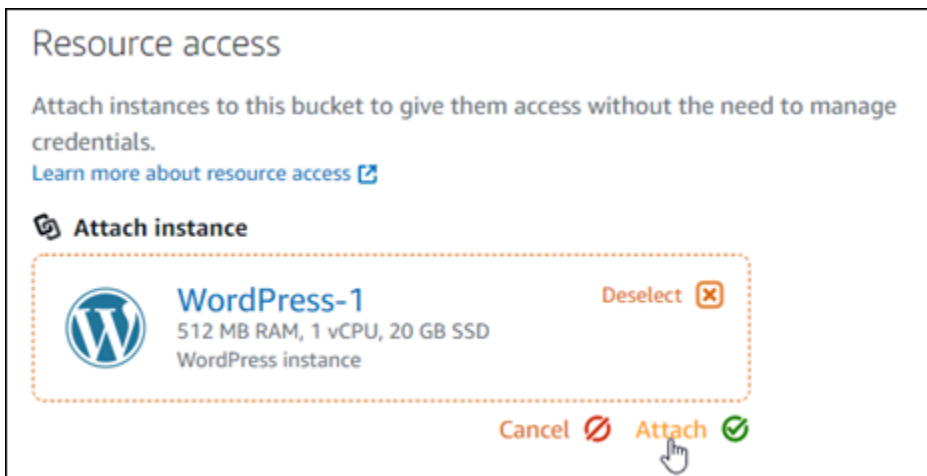 Resource access
Attach instances to this bucket to give them access without the need to manage
credentials.
Learn more about resource access
Attach instance
WordPress-1
Deselect
512 MB RAM, 1 vCPU, 20 GB SSD
WordPress instance
Cancel Attach